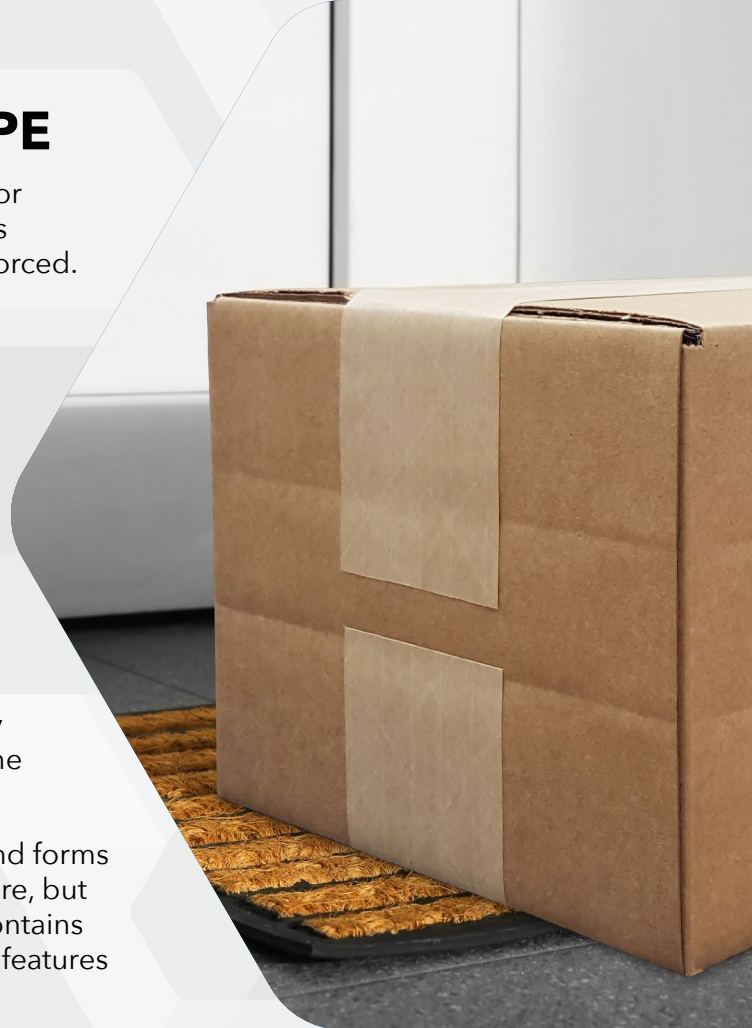 PE
or
s
orced.
y
ne
nd forms
re, but
ontains
features